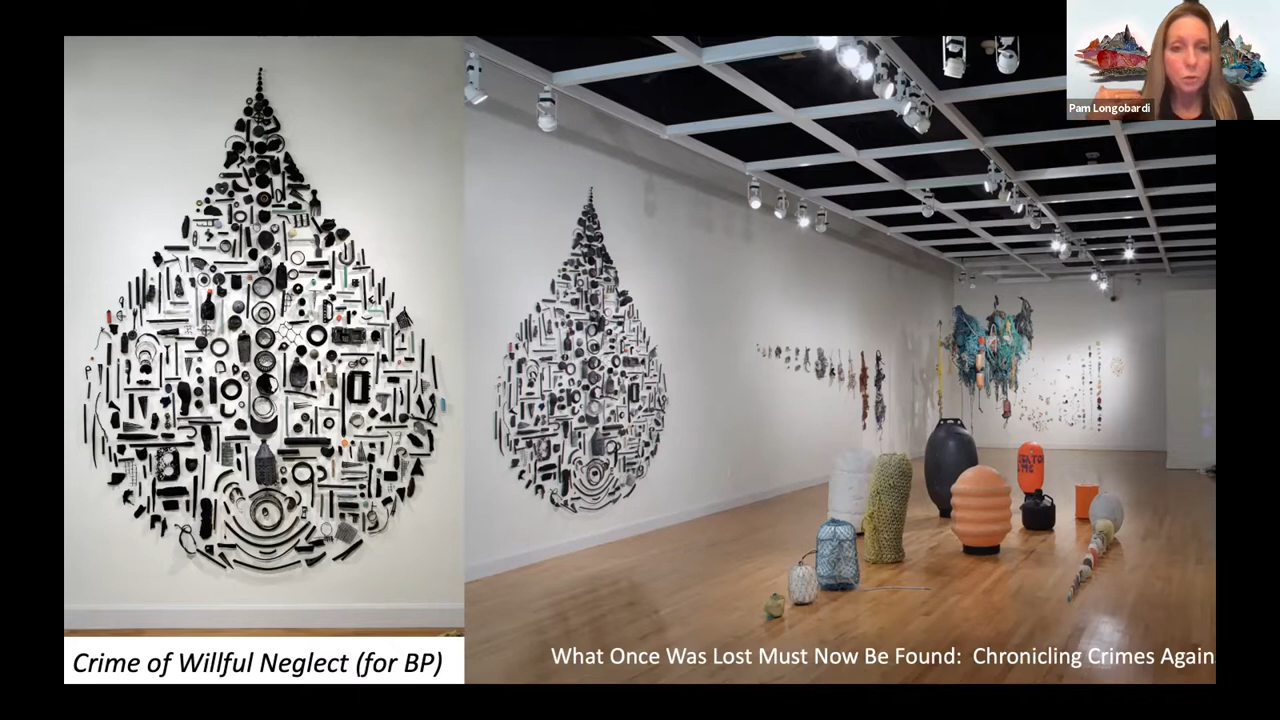 Pam Longobardi
Crime of Willful Neglect (for BP)
What Once Was Lost Must Now Be Found: Chronicling Crimes Again